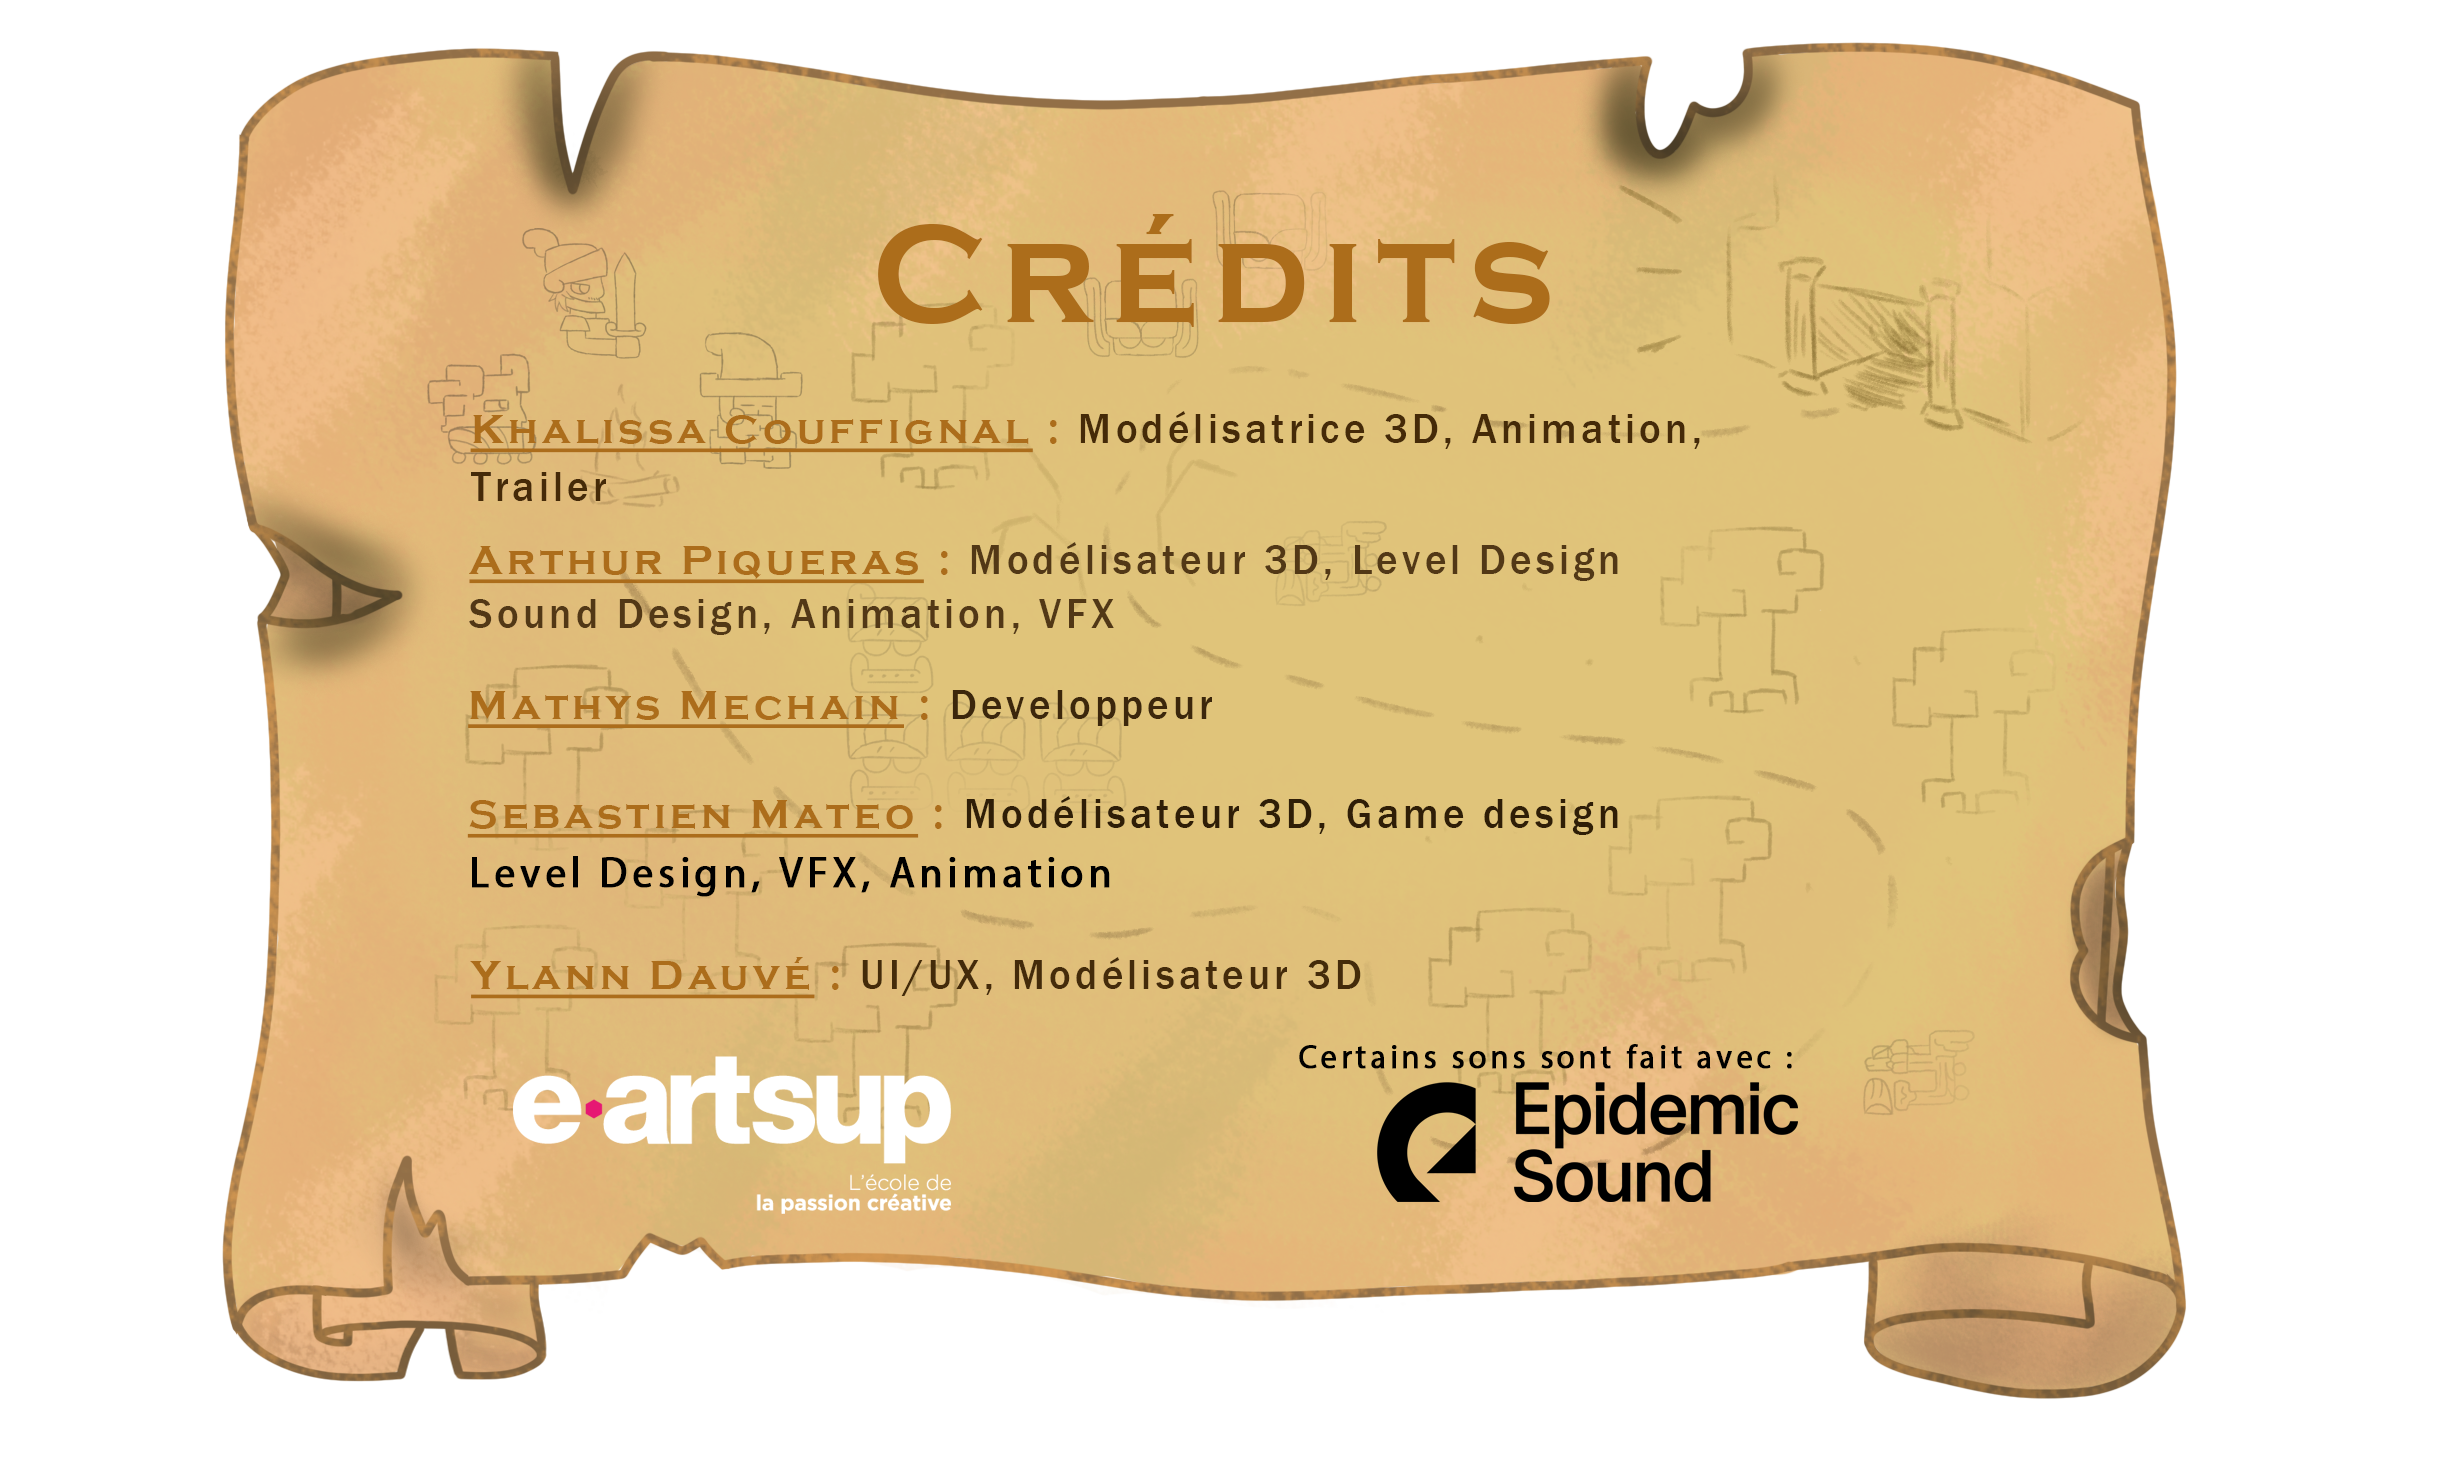 Crédits
Khalissa Couffignal : Modélisatrice 3D, Animation,
Trailer
Arthur Piqueras : Modélisateur 3D, Level Design
Sound Design, Animation, VFX
Mathys Mechain : Developpeur
Sebastien Mateo : Modélisateur 3D, Game design
Level Design, VFX, Animation
Ylann Dauvé : UI/UX, Modélisateur 3D
e•artsup
L'école de
la passion créative
Certains sons sont fait avec :
Epidemic
Sound